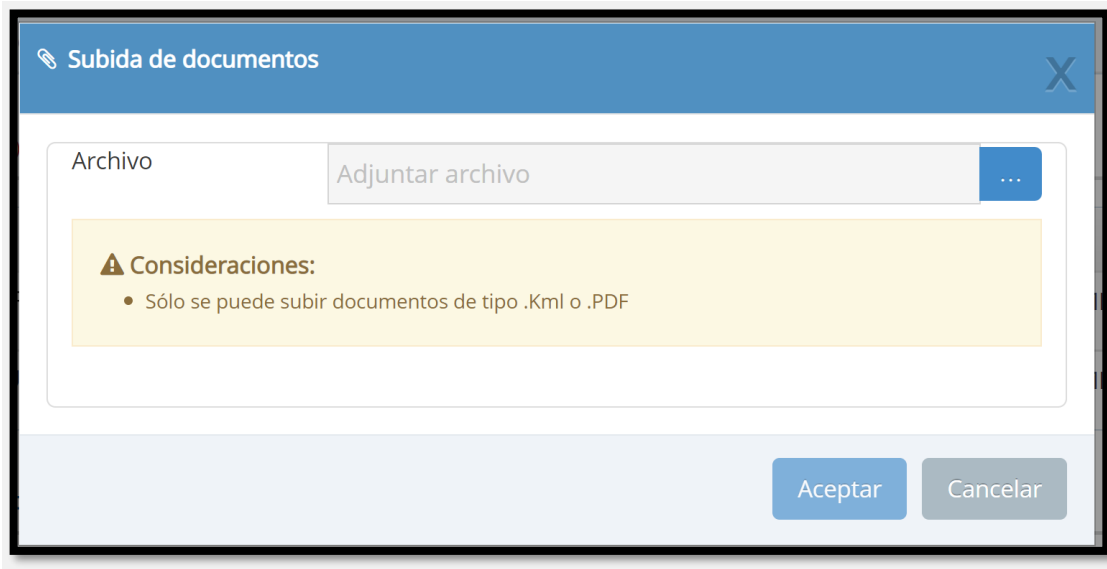 Subida de documentos
X
Archivo
Adjuntar archivo
...
Consideraciones:
Sólo se puede subir documentos de tipo .Kml o .PDF
Aceptar
Cancelar